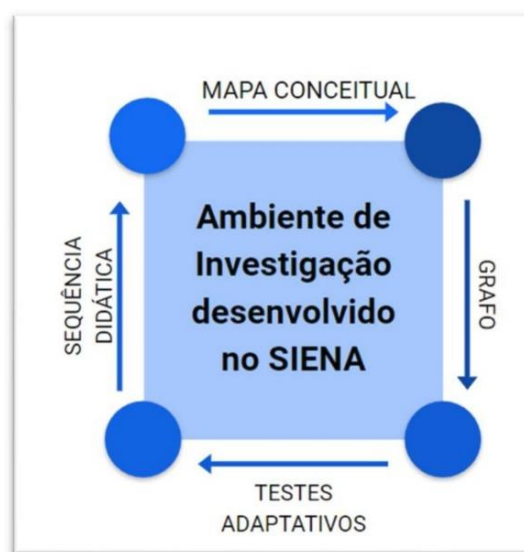 MAPA CONCEITUAL
Ambiente de
Investigação
desenvolvido
no SIENA
GRAFO
TESTES
ADAPTATIVOS
SEQUÊNCIA
DIDÁTICA